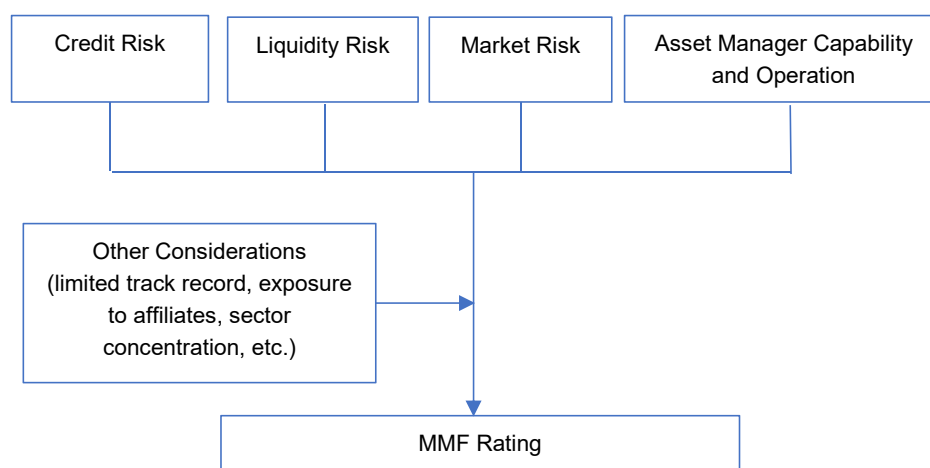 Credit Risk
Liquidity Risk
Market Risk
Asset Manager Capability
and Operation
Other Considerations
(limited track record, exposure
to affiliates, sector
concentration, etc.)
MMF Rating